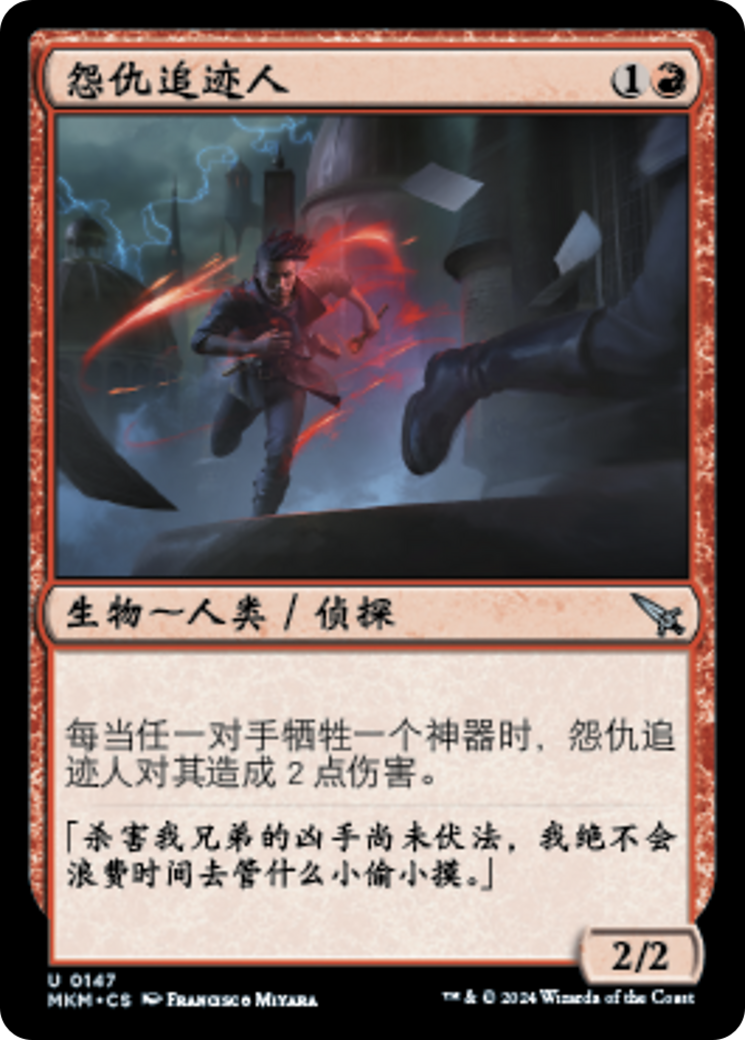 怨仇追迹人 1
生物～人类 / 侦探
每当任一对手牺牲一个神器时，怨仇追
迹人对其造成 2 点伤害。
「杀害我兄弟的凶手尚未伏法，我绝不会
浪费时间去管什么小偷小摸。」
2/2
U 0147
MKM • CS Francisco Miyara
™ & © 2024 Wizards of the Coast